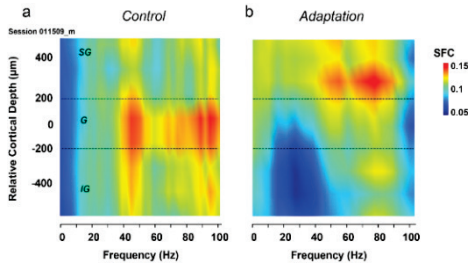 a Control b Adaptation
Session 011509_m
SG
G
IG
SFC
0.15
0.1
0.05
Relative Cortical Depth (µm)
400
200
0
-200
-400
0 20 40 60 80 100
Frequency (Hz)
0 20 40 60 80 100
Frequency (Hz)